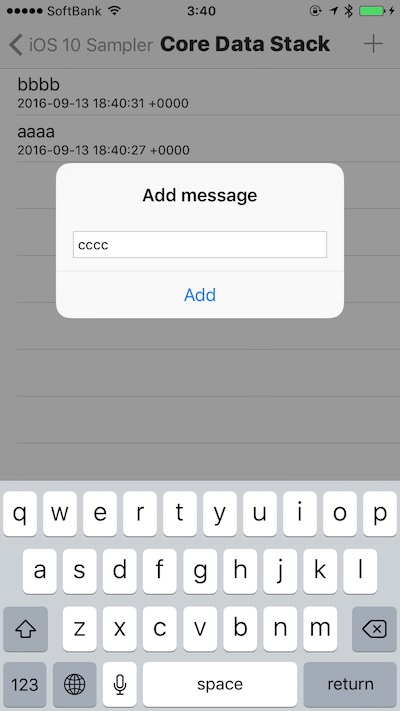 SoftBank 3:40
iOS 10 Sampler Core Data Stack
bbbb
2016-09-13 18:40:31 +0000
aaaa
2016-09-13 18:40:27 +0000
Add message
cccc
Add
q w e r t y u i o p
a s d f g h j k l
z x c v b n m
123 space return